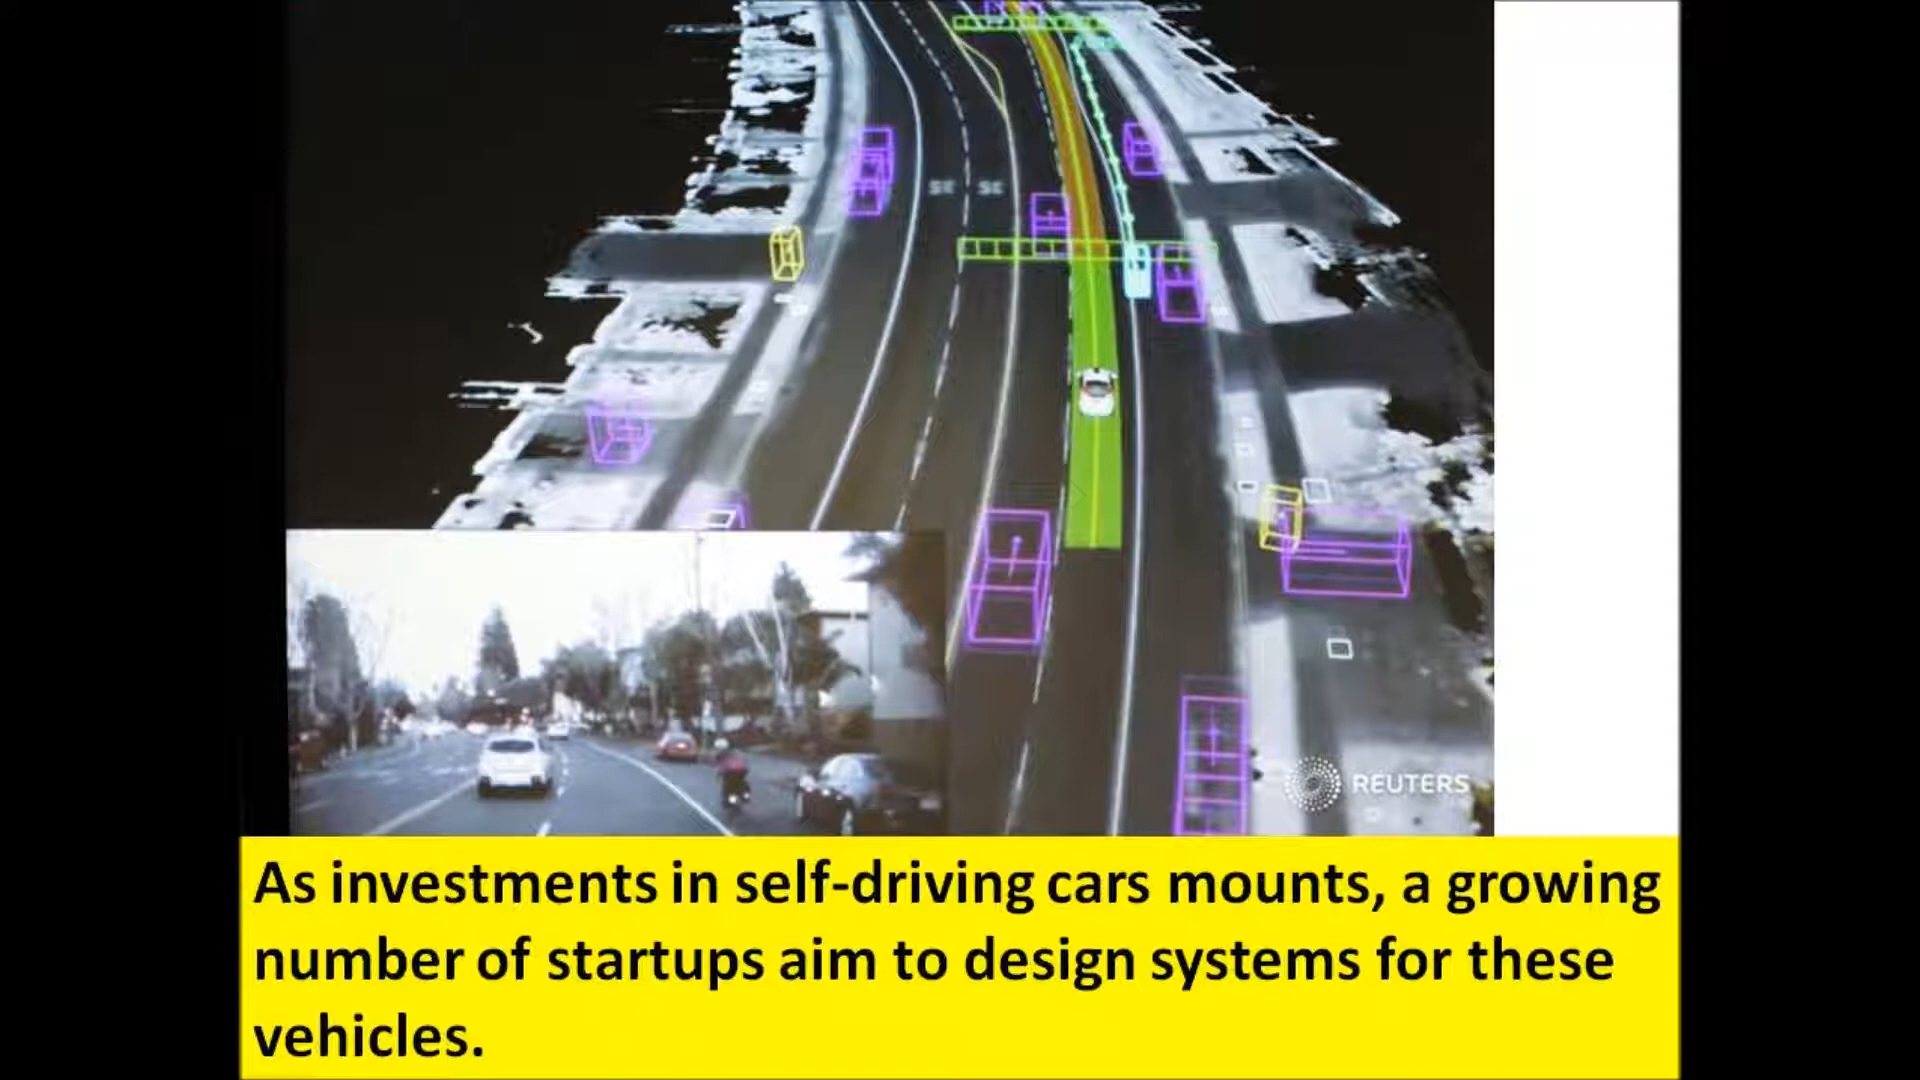 REUTERS
As investments in self-driving cars mounts, a growing
number of startups aim to design systems for these
vehicles.